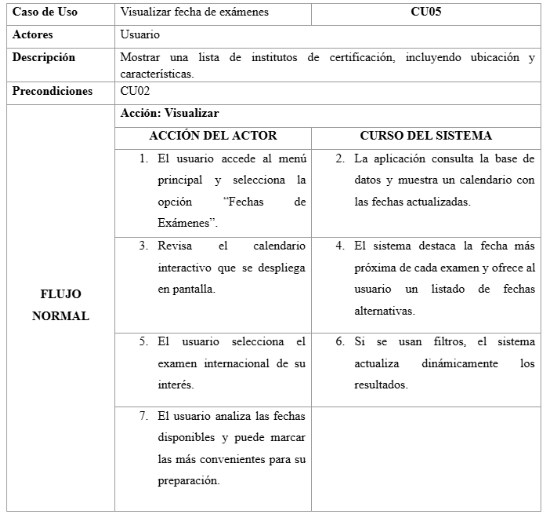 Caso de Uso Visualizar fecha de exámenes CU05
Actores Usuario
Descripción Mostrar una lista de institutos de certificación, incluyendo ubicación y
características.
Precondiciones CU02
FLUJO
NORMAL
Acción: Visualizar
ACCIÓN DEL ACTOR CURSO DEL SISTEMA
1. El usuario accede al menú
principal y selecciona la
opción “Fechas de
Exámenes”.
2. La aplicación consulta la base de
datos y muestra un calendario con
las fechas actualizadas.
3. Revisa el calendario
interactivo que se despliega
en pantalla.
4. El sistema destaca la fecha más
próxima de cada examen y ofrece al
usuario un listado de fechas
alternativas.
5. El usuario selecciona el
examen internacional de su
interés.
6. Si se usan filtros, el sistema
actualiza dinámicamente los
resultados.
7. El usuario analiza las fechas
disponibles y puede marcar
las más convenientes para su
preparación.